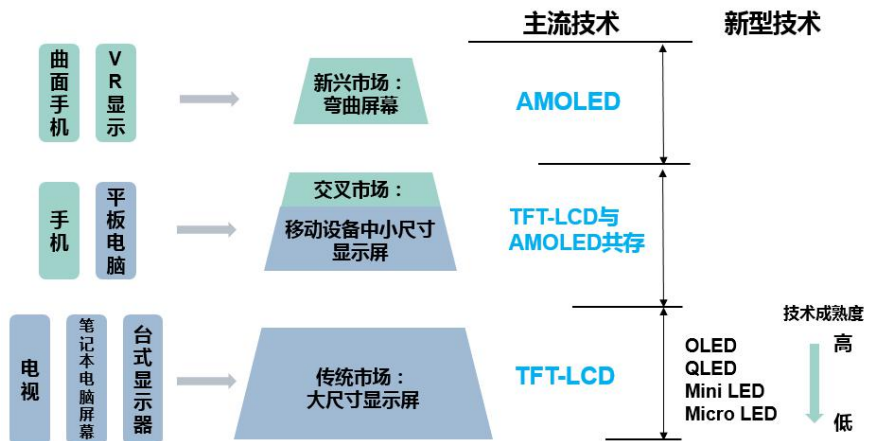 主流技术
新型技术
曲面手机
VR显示
新兴市场：
弯曲屏幕
AMOLED
手机
平板电脑
交叉市场：
移动设备中小尺寸
显示屏
TFT-LCD与
AMOLED共存
电视
笔记本电脑屏幕
台式显示器
传统市场：
大尺寸显示屏
TFT-LCD
OLED
QLED
Mini LED
Micro LED
技术成熟度
高
低